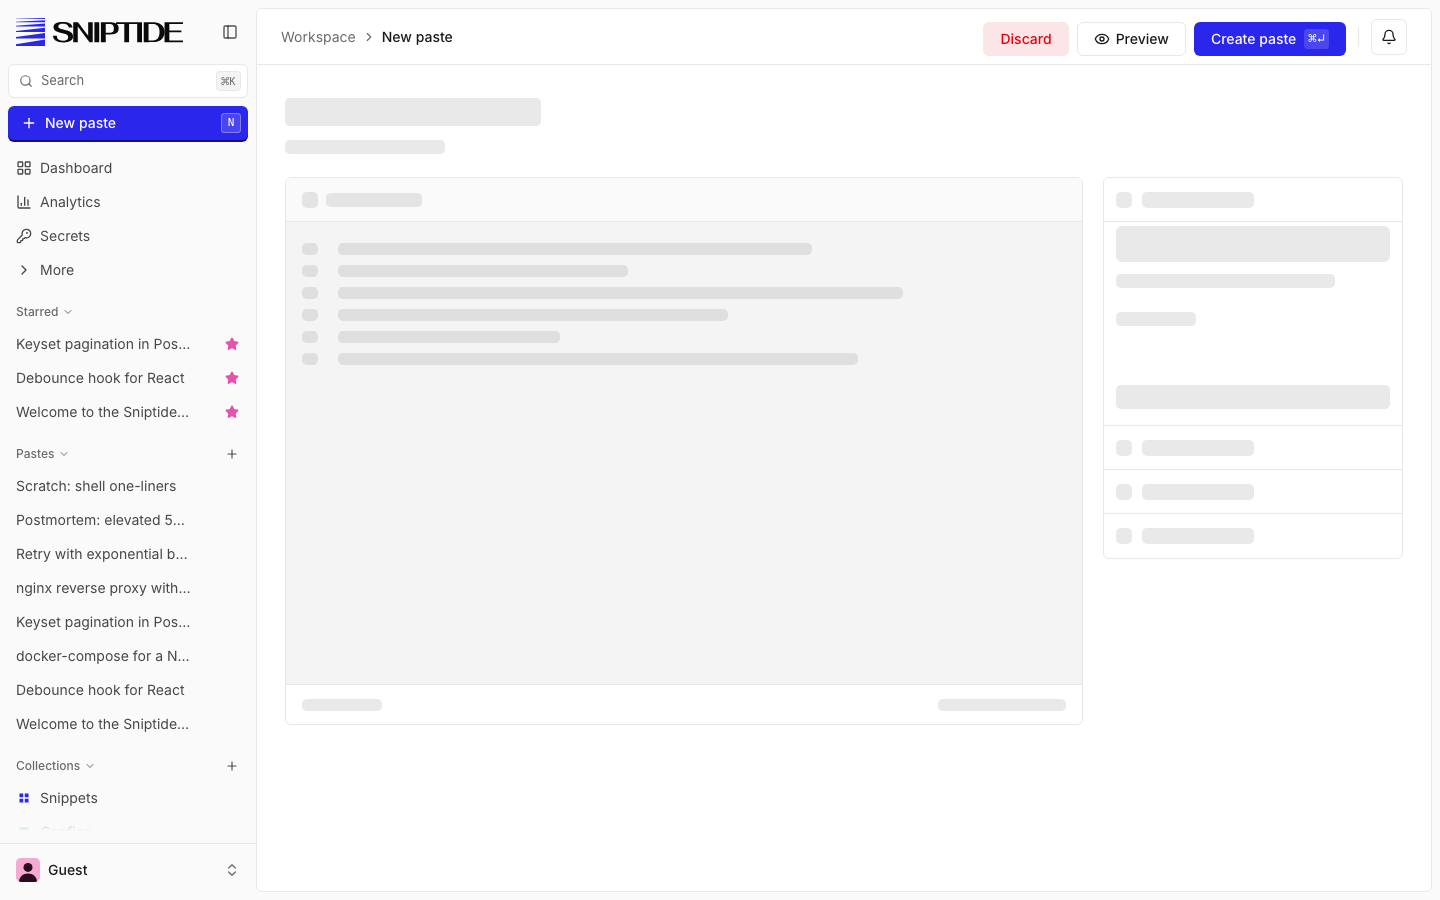 SNIPTIDE
Search ⌘K
New paste N
Dashboard
Analytics
Secrets
More
Starred
Keyset pagination in Pos...
Debounce hook for React
Welcome to the Sniptide...
Pastes
Scratch: shell one-liners
Postmortem: elevated 5...
Retry with exponential b...
nginx reverse proxy with...
Keyset pagination in Pos...
docker-compose for a N...
Debounce hook for React
Welcome to the Sniptide...
Collections
Snippets
Guest
Workspace > New paste
Discard
Preview
Create paste ⌘↵